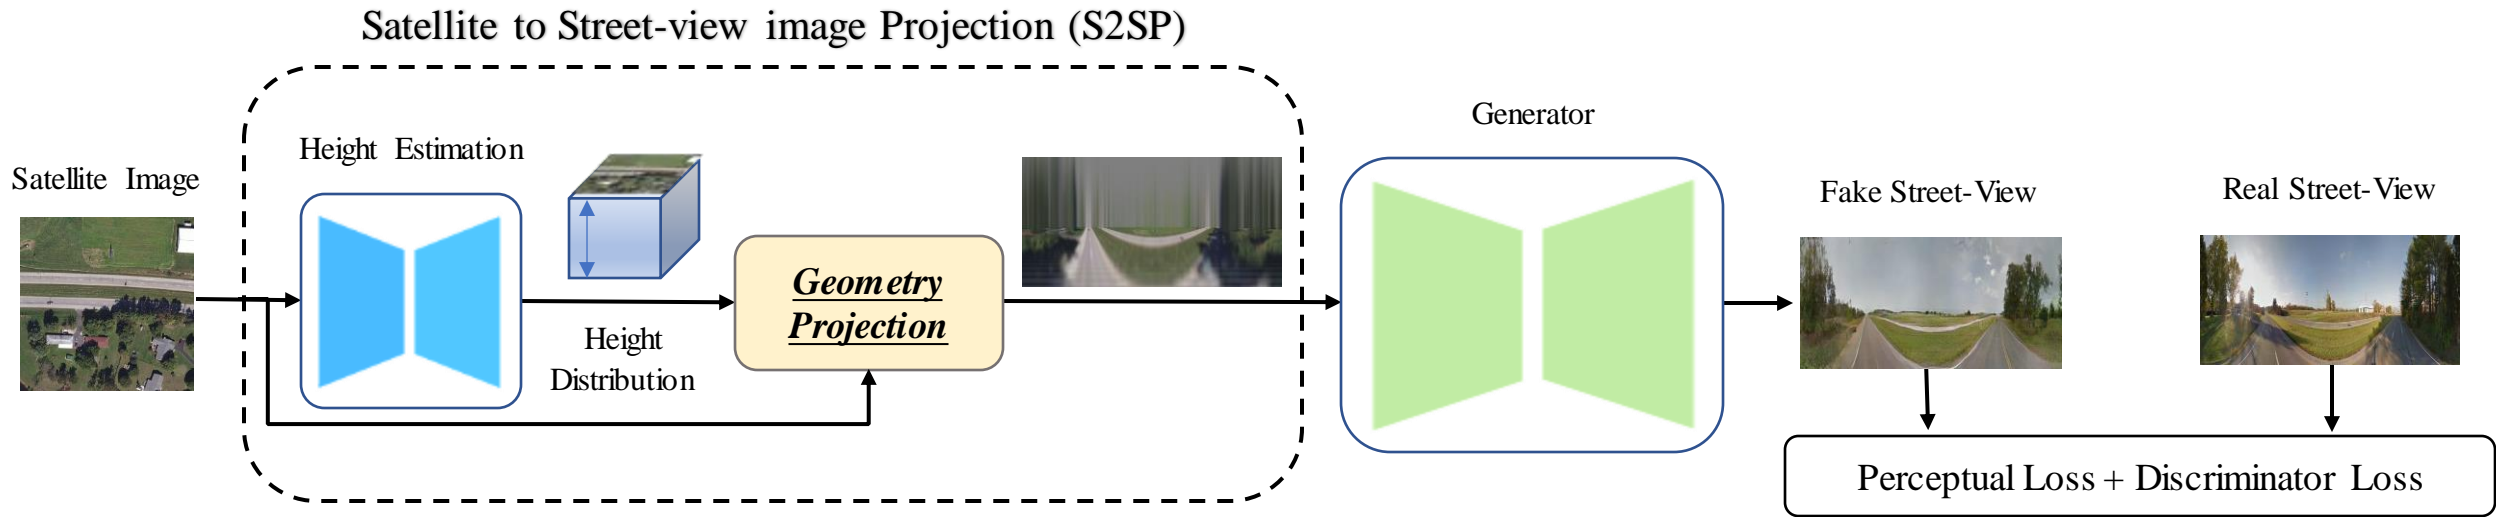 Satellite to Street-view image Projection (S2SP)
Satellite Image
Height Estimation
Height
Distribution
Geometry
Projection
Generator
Fake Street-View
Real Street-View
Perceptual Loss + Discriminator Loss